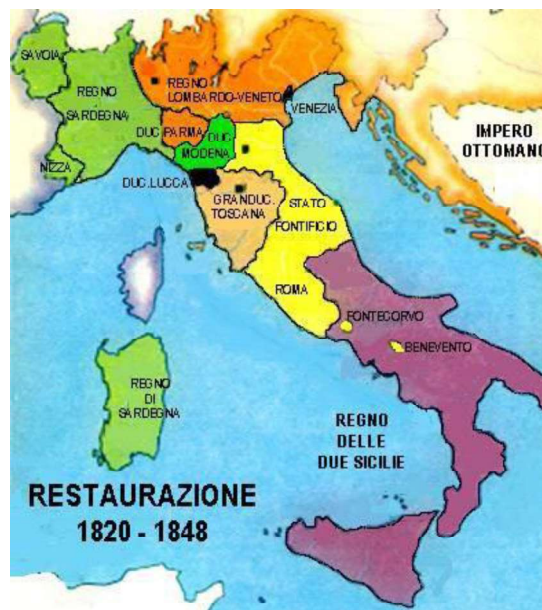 SAVOIA
REGNO
SARDEGNA
NIZZA
REGNO
LOMBARDO-VENETO
VENEZIA
DUC. PARMA
DUC.
MODENA
DUC. LUCCA
GRANDUC.
TOSCANA
STATO
PONTIFICIO
ROMA
IMPERO
OTTOMANO
PONTECORVO
BENEVENTO
REGNO
DI
SARDEGNA
REGNO
DELLE
DUE SICILIE
RESTAURAZIONE
1820 - 1848